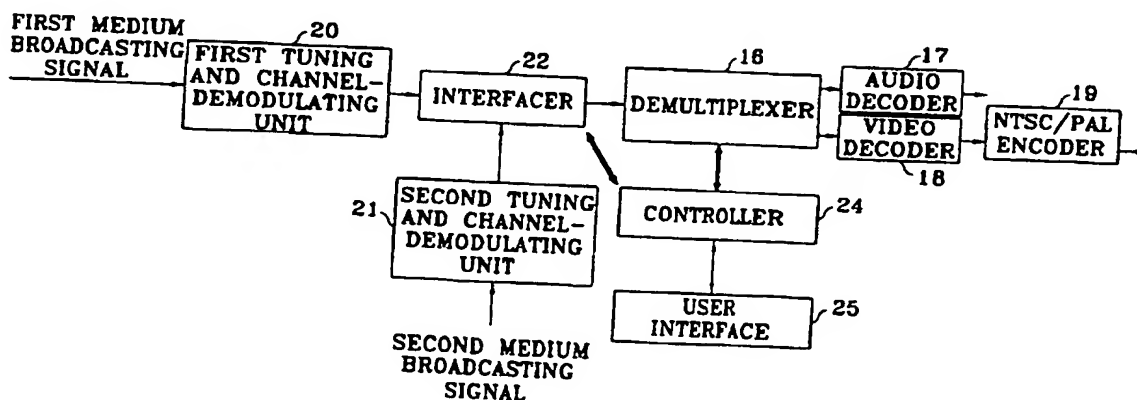 FIRST MEDIUM
BROADCASTING
SIGNAL
20
FIRST TUNING
AND CHANNEL-
DEMODULATING
UNIT
22
INTERFACER
16
DEMULTIPLEXER
17
AUDIO
DECODER
VIDEO
DECODER
18
19
NTSC/PAL
ENCODER
21
SECOND TUNING
AND CHANNEL-
DEMODULATING
UNIT
CONTROLLER
24
USER
INTERFACE
25
SECOND MEDIUM
BROADCASTING
SIGNAL